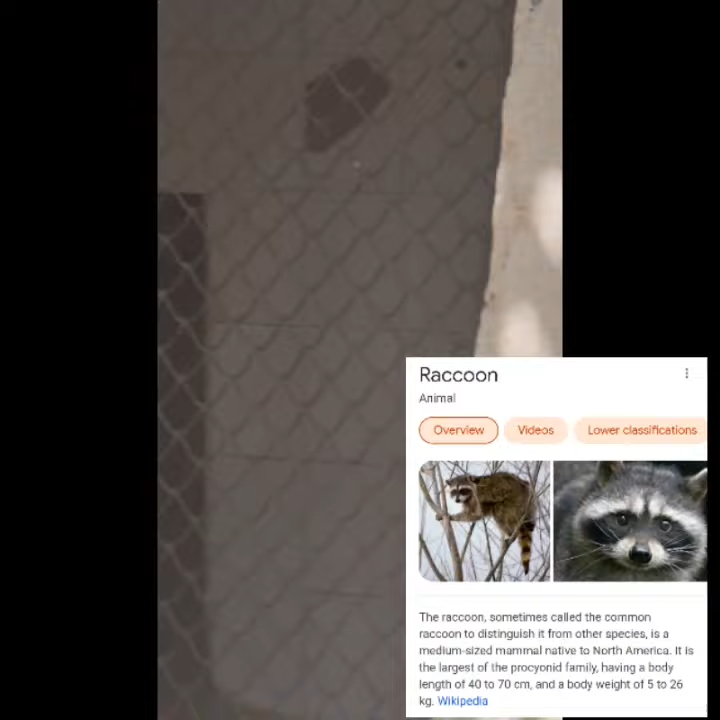 Raccoon
Animal
Overview
Videos
Lower classifications
The raccoon, sometimes called the common
raccoon to distinguish it from other species, is a
medium-sized mammal native to North America. It is
the largest of the procyonid family, having a body
length of 40 to 70 cm, and a body weight of 5 to 26
kg. Wikipedia